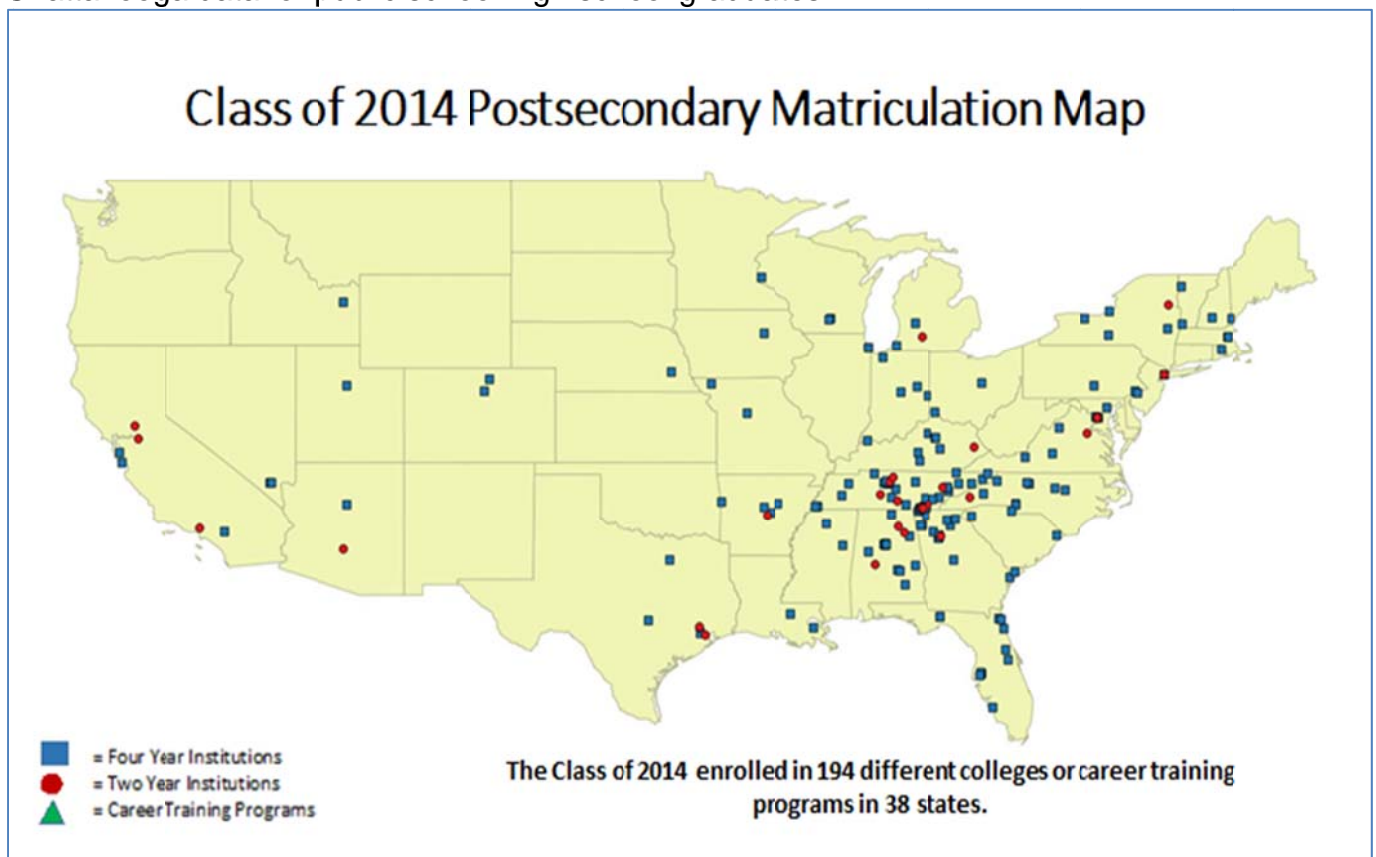 Class of 2014 Postsecondary Matriculation Map
= Four Year Institutions
= Two Year Institutions
= Career Training Programs
The Class of 2014 enrolled in 194 different colleges or career training
programs in 38 states.